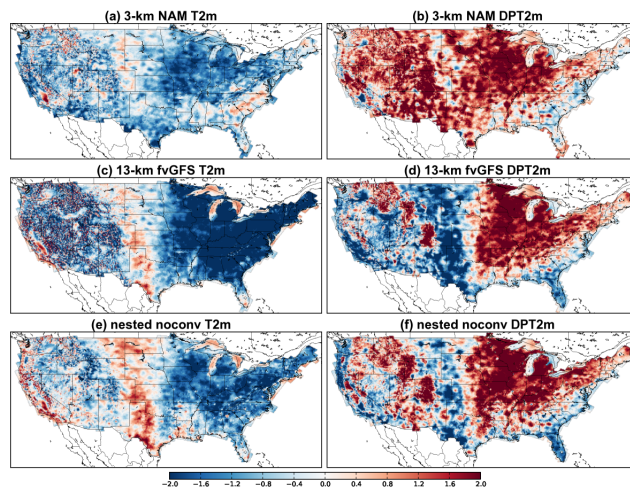 (a) 3-km NAM T2m
(b) 3-km NAM DPT2m
(c) 13-km fvGFS T2m
(d) 13-km fvGFS DPT2m
(e) nested noconv T2m
(f) nested noconv DPT2m
−2.0 −1.6 −1.2 −0.8 −0.4 0.0 0.4 0.8 1.2 1.6 2.0